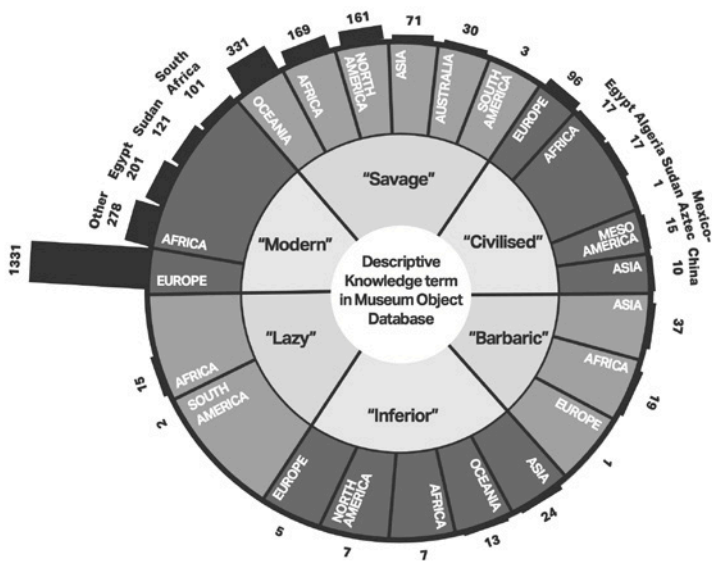 Descriptive
Knowledge term
in Museum Object
Database
"Savage"
OCEANIA
331
AFRICA
169
NORTH
AMERICA
161
ASIA
71
AUSTRALIA
30
SOUTH
AMERICA
3
"Civilised"
EUROPE
96
AFRICA
Egypt
17
Algeria
17
Sudan
1
MESO
AMERICA
Mexico-
Aztec
15
ASIA
China
10
"Barbaric"
ASIA
37
AFRICA
19
EUROPE
1
"Inferior"
ASIA
24
OCEANIA
13
AFRICA
7
NORTH
AMERICA
7
EUROPE
5
"Lazy"
SOUTH
AMERICA
2
AFRICA
15
"Modern"
EUROPE
1331
AFRICA
Other
278
Egypt
201
Sudan
121
South
Africa
101